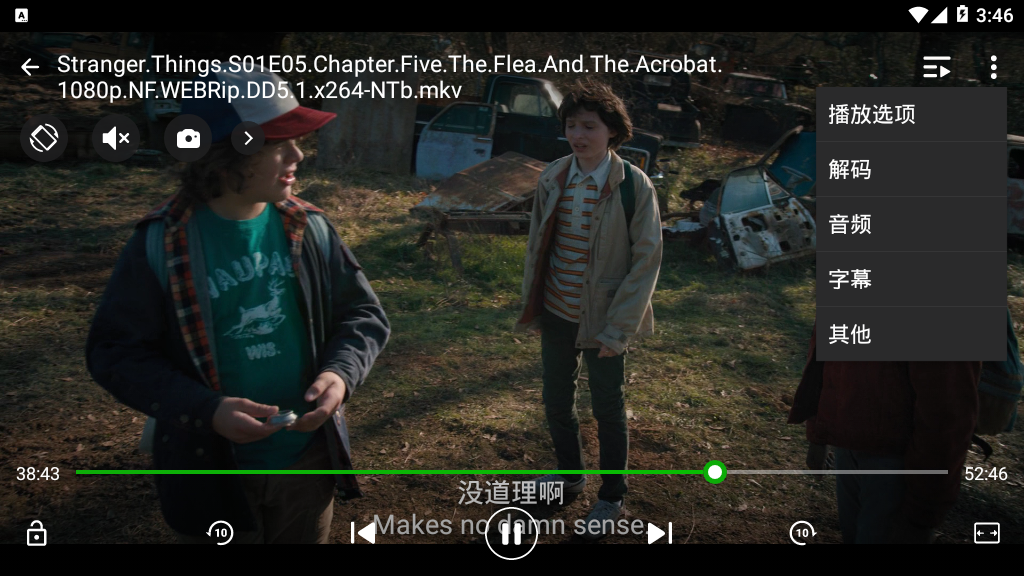 A
3:46
Stranger.Things.S01E05.Chapter.Five.The.Flea.And.The.Acrobat.
1080p.NF.WEBRip.DD5.1.x264-NTb.mkv
播放选项
解码
音频
字幕
其他
WAUPA
WIS.
38:43
52:46
没道理啊
Makes no damn sense.
10
10